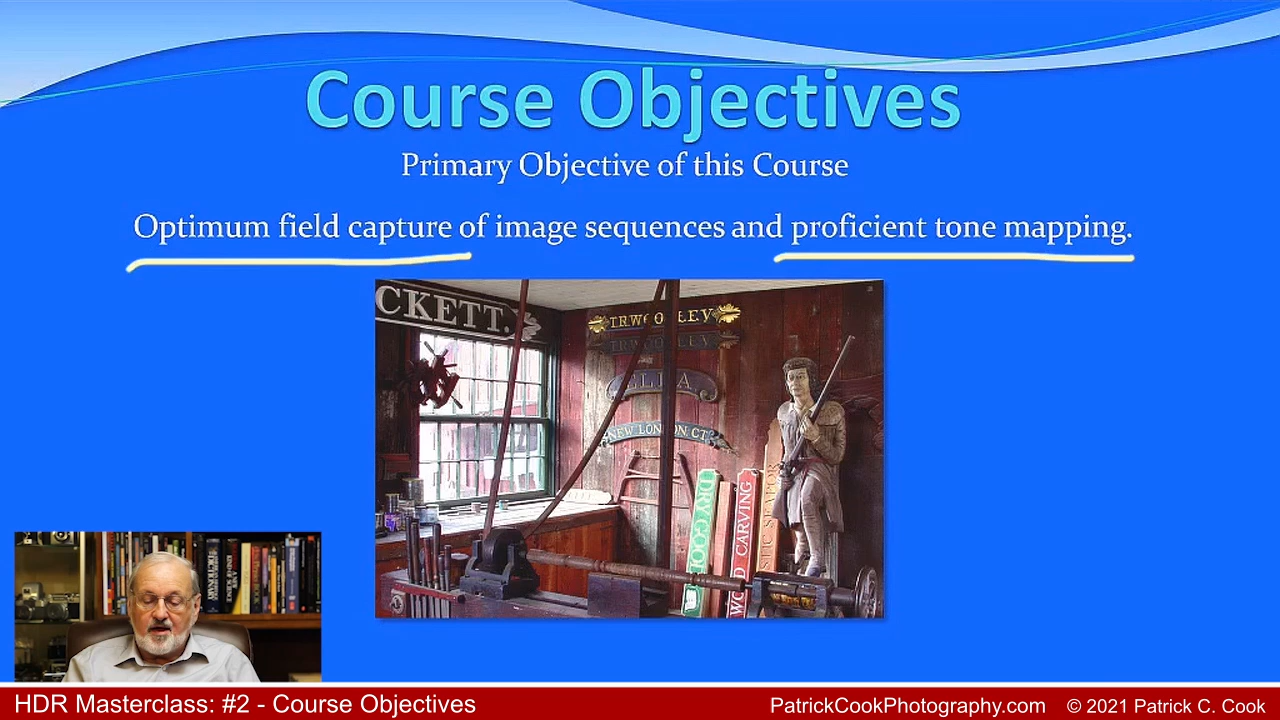 Course Objectives
Primary Objective of this Course
Optimum field capture of image sequences and proficient tone mapping.
CKETT.
NEW LONDON CT.
DRY GOOD
WOOD CARVING
HDR Masterclass: #2 - Course Objectives
PatrickCookPhotography.com © 2021 Patrick C. Cook